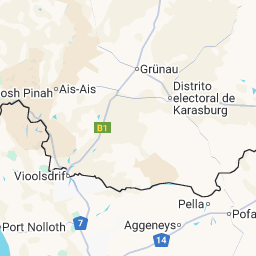 Grünau
osh Pinah
Ais-Ais
Distrito
electoral de
Karasburg
B1
Vioolsdrif
Pella
Pofa
Port Nolloth
7
Aggeneys
14